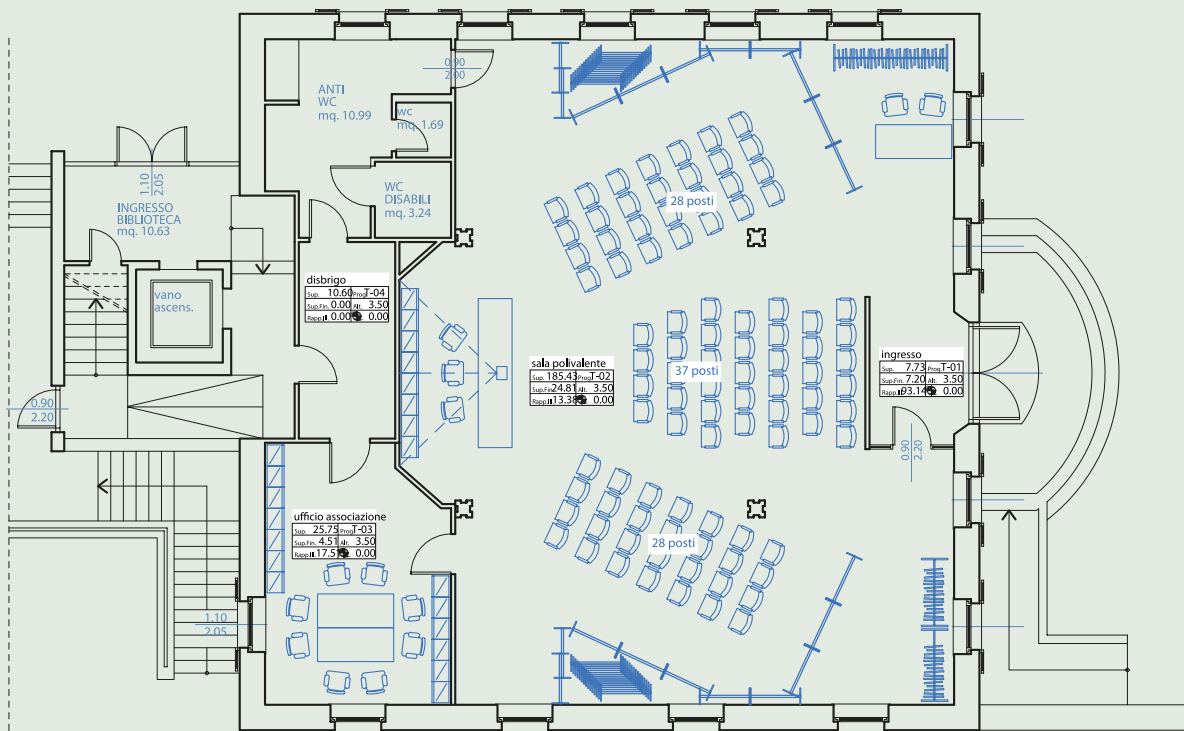 0.90
2.00
ANTI
WC
mq. 10.99
wc
mq. 1.69
WC
DISABILI
mq. 3.24
1.10
2.05
INGRESSO
BIBLIOTECA
mq. 10.63
vano
ascens.
28 posti
disbrigo
Sup. 10.60 Prog. T-04
Sup.Fin. 0.00 Alt. 3.50
Rapp.Ill. 0.00 0.00
sala polivalente
Sup. 185.43 Prog. T-02
Sup.Fin. 24.81 Alt. 3.50
Rapp.Ill. 13.38 0.00
37 posti
ingresso
Sup. 7.73 Prog. T-01
Sup.Fin. 7.20 Alt. 3.50
Rapp.Ill. 93.14 0.00
0.90
2.20
0.90
2.20
ufficio associazione
Sup. 25.75 Prog. T-03
Sup.Fin. 4.51 Alt. 3.50
Rapp.Ill. 17.51 0.00
28 posti
1.10
2.05